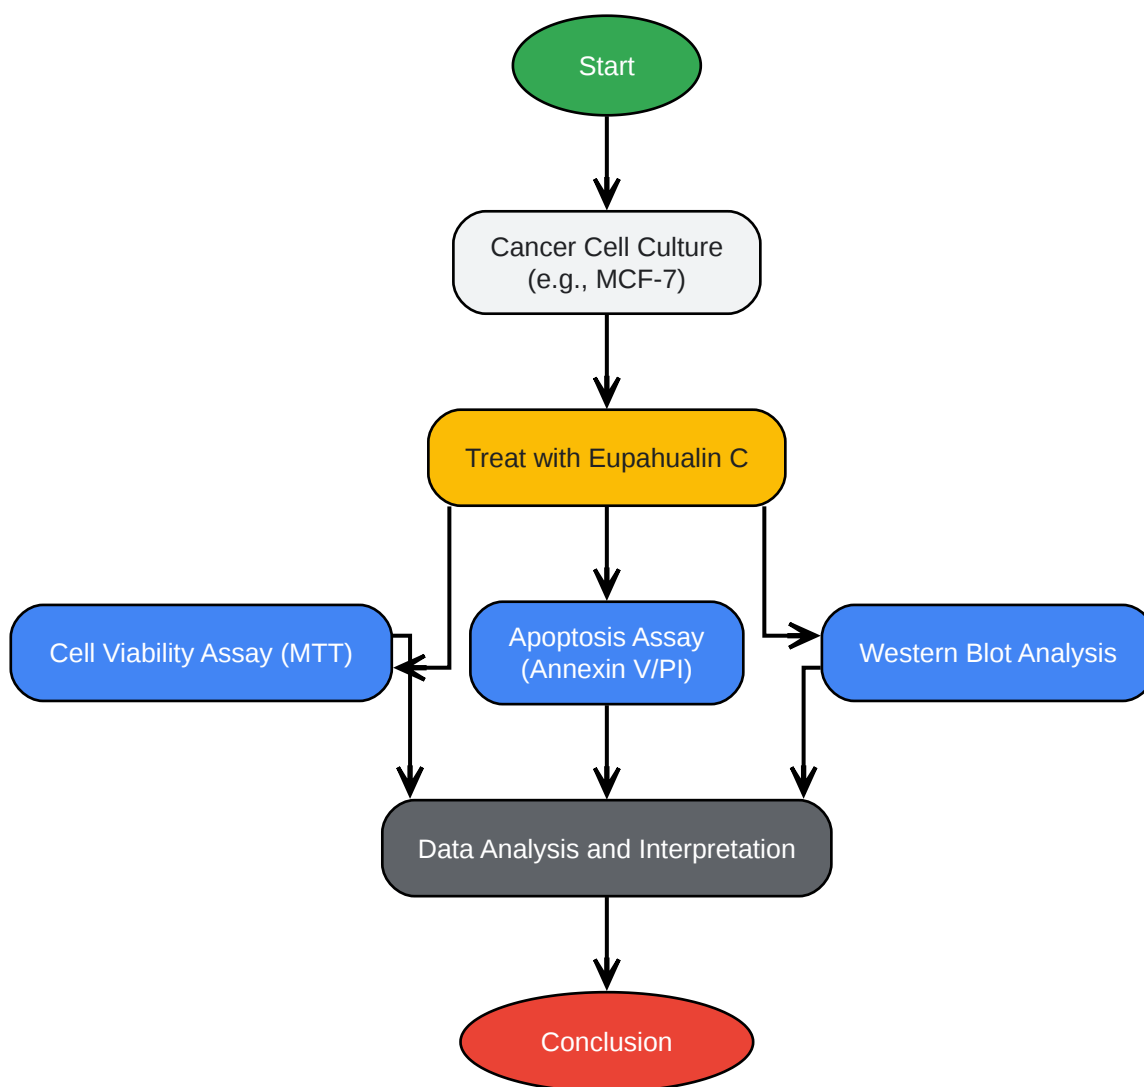 Start
Cancer Cell Culture
(e.g., MCF-7)
Treat with Eupahualin C
Cell Viability Assay (MTT)
Apoptosis Assay
(Annexin V/PI)
Western Blot Analysis
Data Analysis and Interpretation
Conclusion